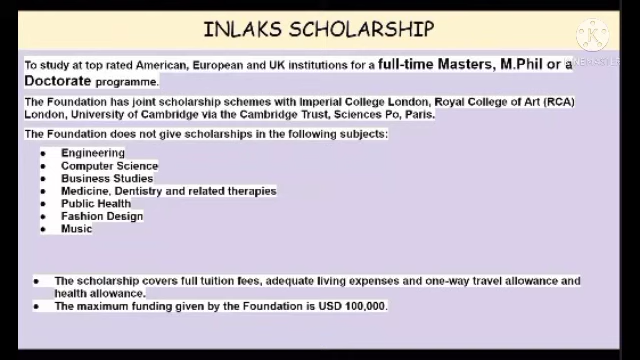 INLAKS SCHOLARSHIP
K
KINEMASTER
To study at top rated American, European and UK institutions for a full-time Masters, M.Phil or a
Doctorate programme.
The Foundation has joint scholarship schemes with Imperial College London, Royal College of Art (RCA)
London, University of Cambridge via the Cambridge Trust, Sciences Po, Paris.
The Foundation does not give scholarships in the following subjects:
● Engineering
● Computer Science
● Business Studies
● Medicine, Dentistry and related therapies
● Public Health
● Fashion Design
● Music
● The scholarship covers full tuition fees, adequate living expenses and one-way travel allowance and
health allowance.
● The maximum funding given by the Foundation is USD 100,000.